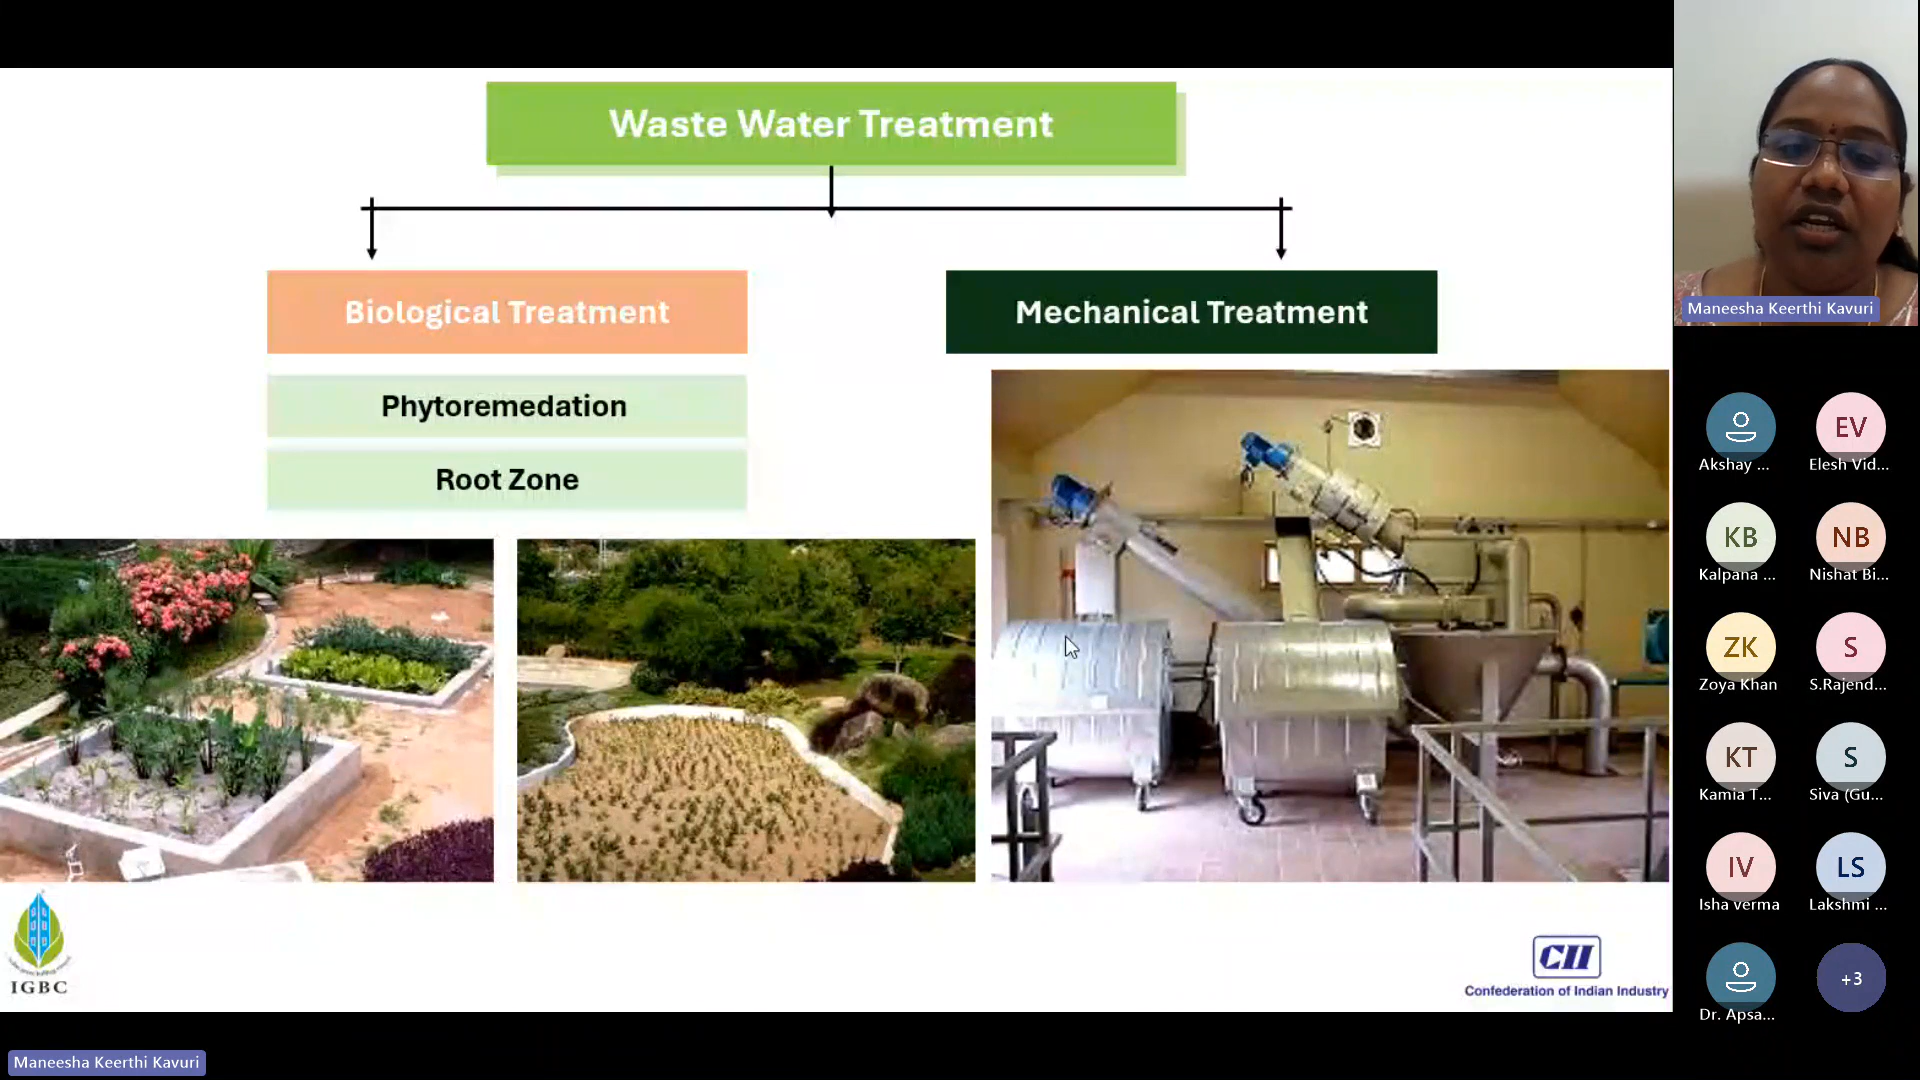 Waste Water Treatment
Biological Treatment
Mechanical Treatment
Phytoremedation
Root Zone
IGBC
CII
Confederation of Indian Industry
Maneesha Keerthi Kavuri
Maneesha Keerthi Kavuri
EV
Akshay ...
Elesh Vid...
KB
NB
Kalpana ...
Nishat Bi...
ZK
S
Zoya Khan
S.Rajend...
KT
S
Kamia T...
Siva (Gu...
IV
LS
Isha verma
Lakshmi ...
+3
Dr. Apsa...